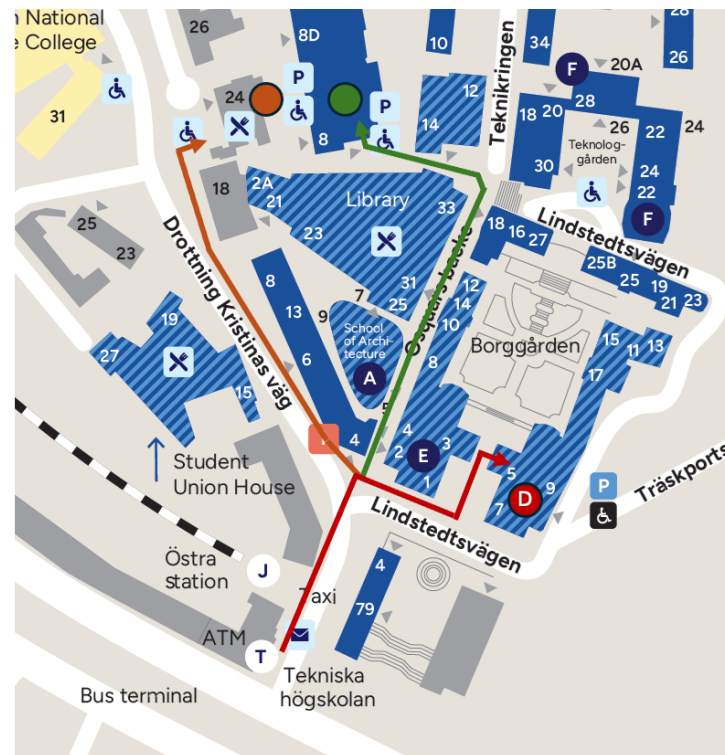 n National
e College
31
26
24
8D
P
P
8
10
12
14
Teknikringen
34
28
26
F
20A
18
20
28
26
22
24
Teknolog-
gården
30
24
22
F
18
2A
21
Library
33
23
31
25
18
16
27
Lindstedtsvägen
25B
25
19
21
23
25
23
Drottning Kristinas väg
8
13
6
4
7
9
School
of Archi-
tecture
A
5
Osquars backe
12
14
10
8
4
2
E
3
1
Borggården
15
11
13
17
5
D
9
7
P
Träskportsv
Lindstedtsvägen
19
27
15
Student
Union House
Östra
station
J
Taxi
ATM
T
4
79
Tekniska
högskolan
Bus terminal